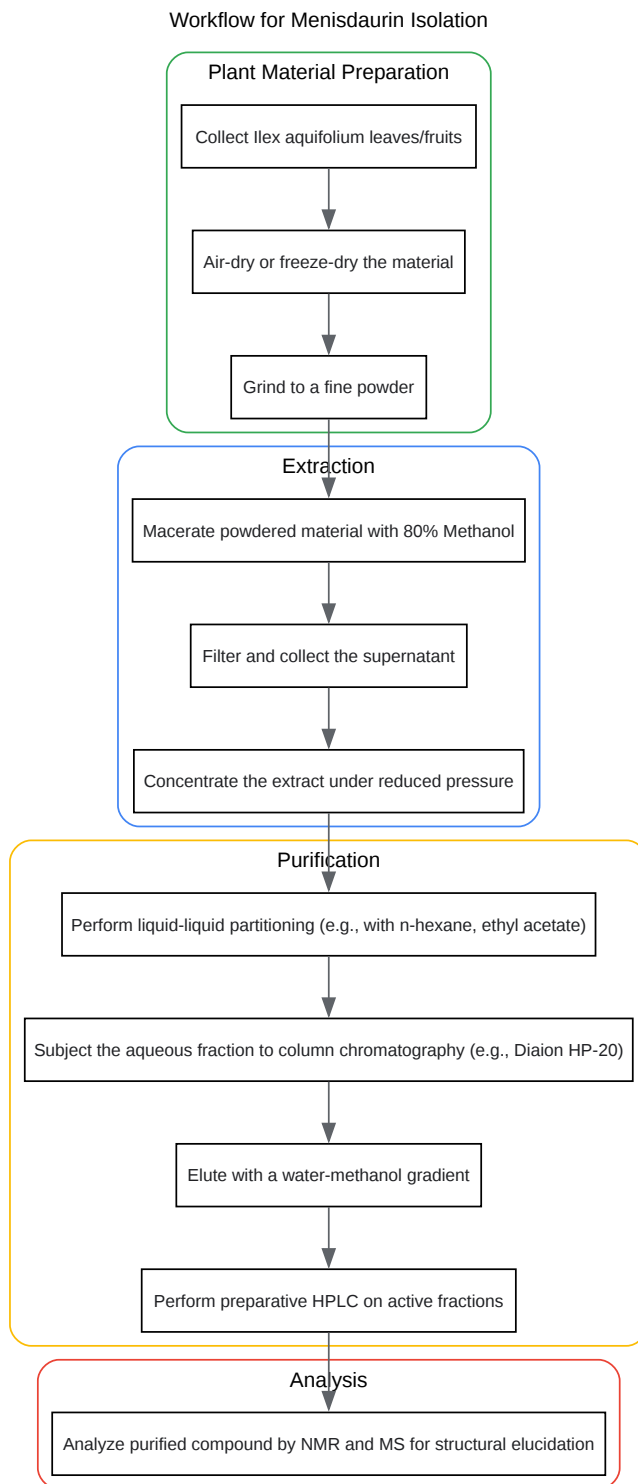 Workflow for Menisdaurin Isolation
Plant Material Preparation
Collect Ilex aquifolium leaves/fruits
Air-dry or freeze-dry the material
Grind to a fine powder
Extraction
Macerate powdered material with 80% Methanol
Filter and collect the supernatant
Concentrate the extract under reduced pressure
Purification
Perform liquid-liquid partitioning (e.g., with n-hexane, ethyl acetate)
Subject the aqueous fraction to column chromatography (e.g., Diaion HP-20)
Elute with a water-methanol gradient
Perform preparative HPLC on active fractions
Analysis
Analyze purified compound by NMR and MS for structural elucidation